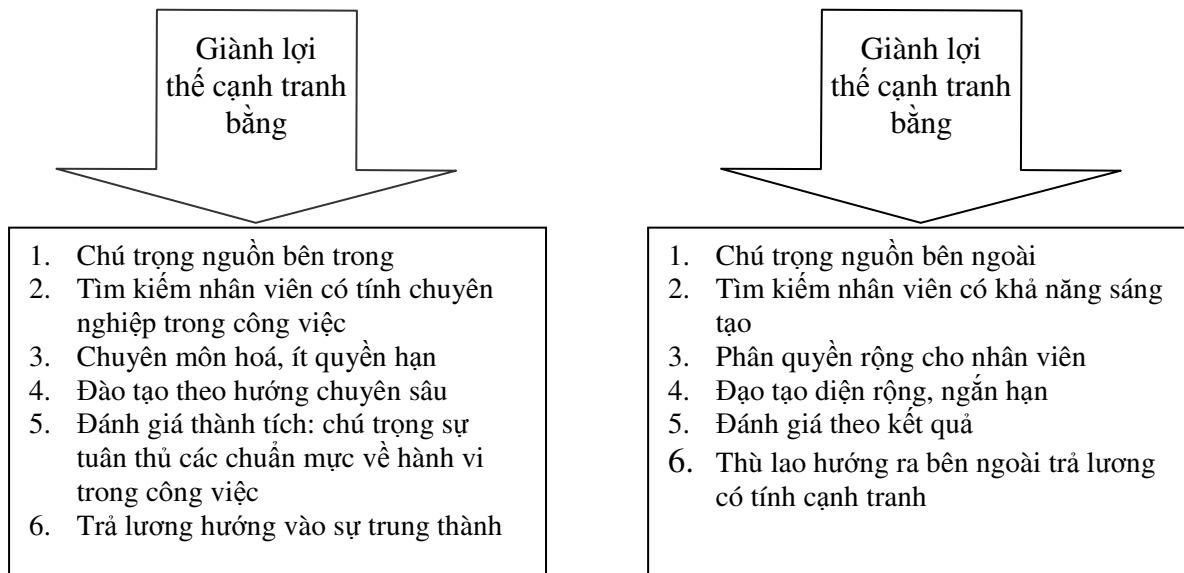 Giành lợi
thế cạnh tranh
bằng
1. Chú trọng nguồn bên trong
2. Tìm kiếm nhân viên có tính chuyên
nghiệp trong công việc
3. Chuyên môn hoá, ít quyền hạn
4. Đào tạo theo hướng chuyên sâu
5. Đánh giá thành tích: chú trọng sự
tuân thủ các chuẩn mực về hành vi
trong công việc
6. Trả lương hướng vào sự trung thành
Giành lợi
thế cạnh tranh
bằng
1. Chú trọng nguồn bên ngoài
2. Tìm kiếm nhân viên có khả năng sáng
tạo
3. Phân quyền rộng cho nhân viên
4. Đạo tạo diện rộng, ngắn hạn
5. Đánh giá theo kết quả
6. Thù lao hướng ra bên ngoài trả lương
có tính cạnh tranh